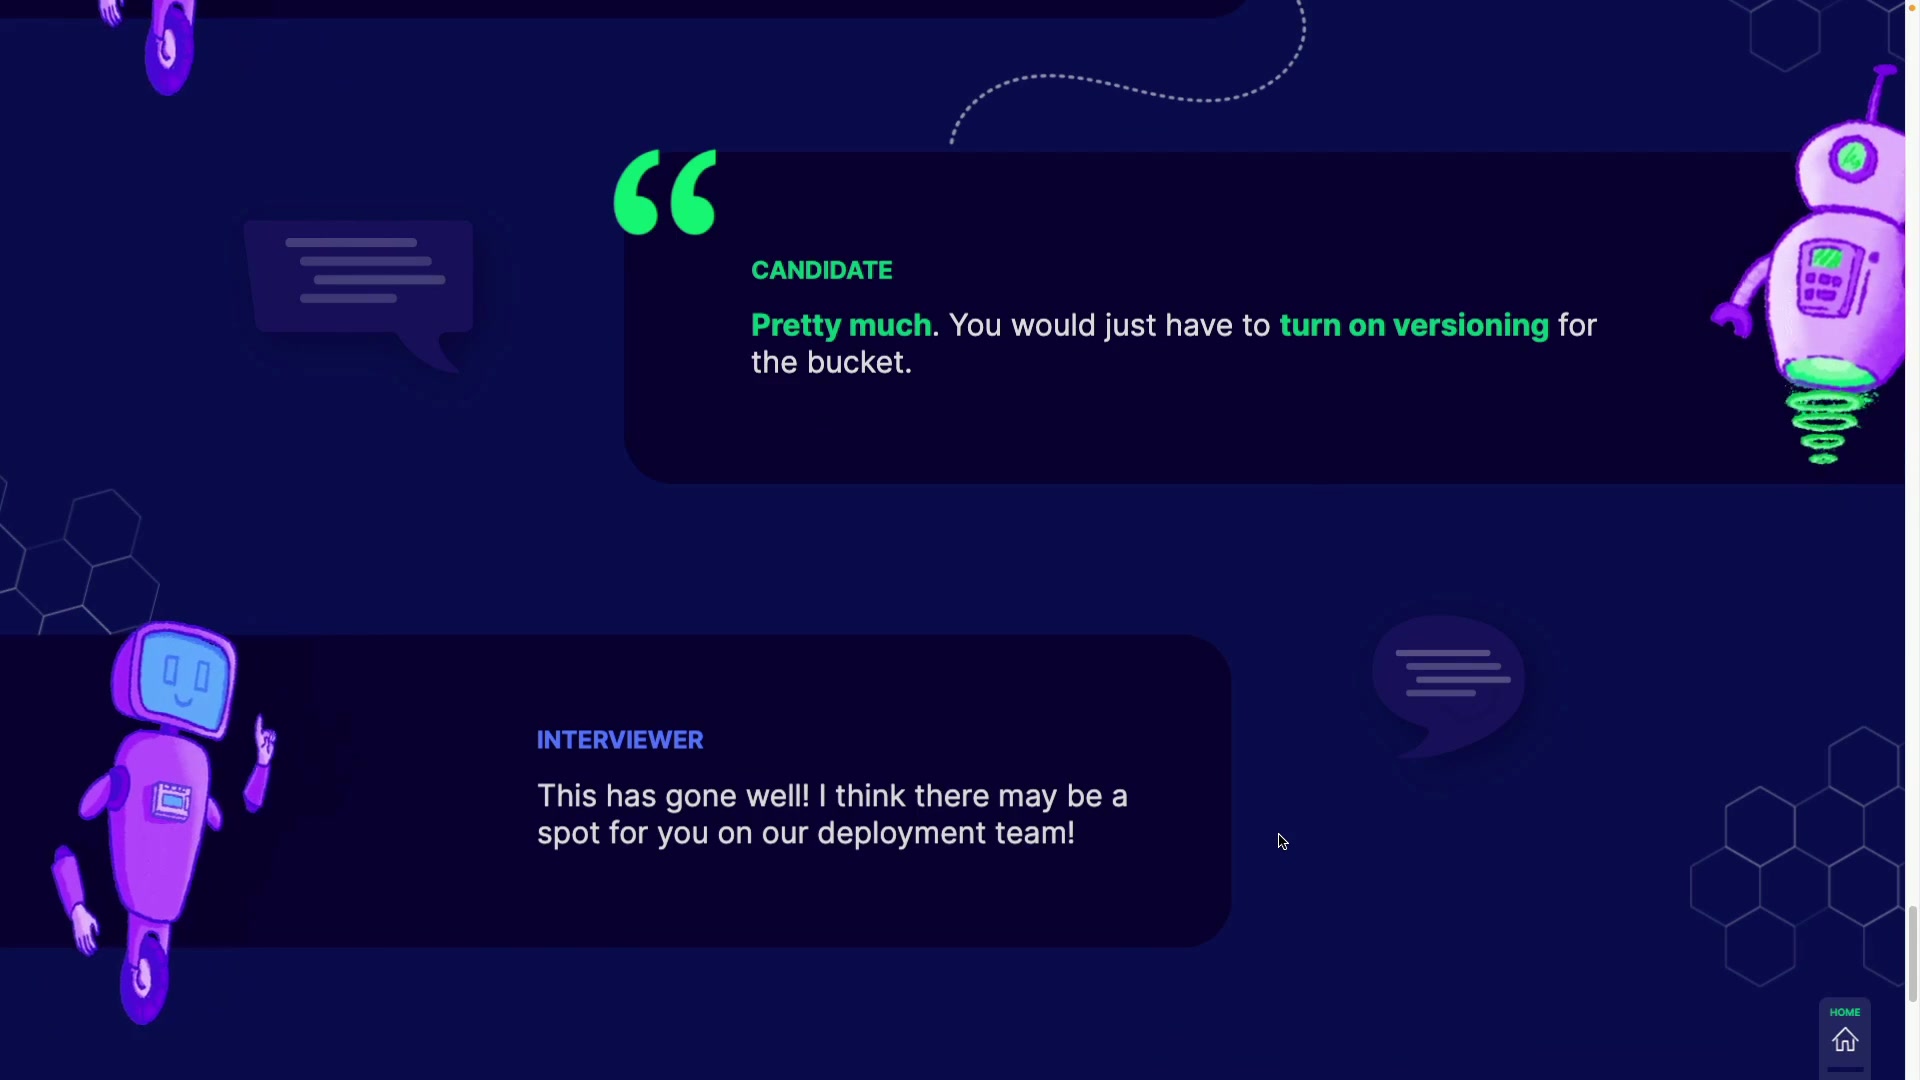 CANDIDATE
Pretty much. You would just have to turn on versioning for
the bucket.
INTERVIEWER
This has gone well! I think there may be a
spot for you on our deployment team!
HOME